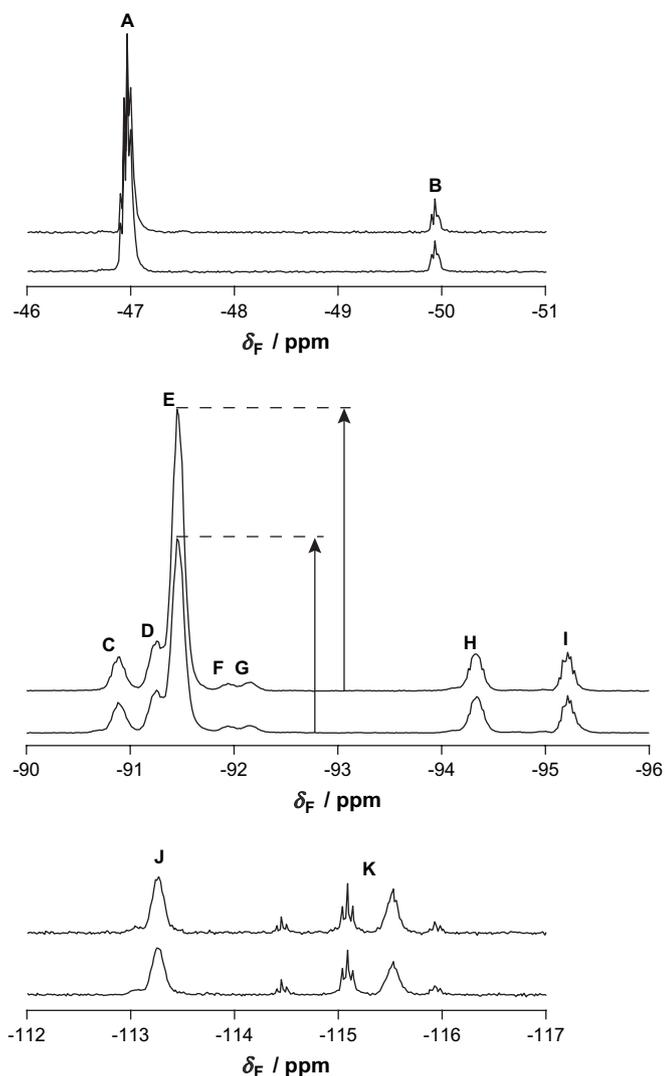 A
B
-46 -47 -48 -49 -50 -51
δF / ppm
E
C D F G H I
-90 -91 -92 -93 -94 -95 -96
δF / ppm
J K
-112 -113 -114 -115 -116 -117
δF / ppm